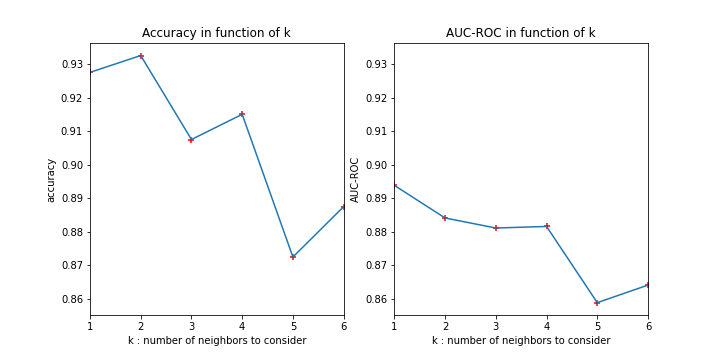 Accuracy in function of k
accuracy
0.93
0.92
0.91
0.90
0.89
0.88
0.87
0.86
1 2 3 4 5 6
k : number of neighbors to consider
AUC-ROC in function of k
AUC-ROC
0.93
0.92
0.91
0.90
0.89
0.88
0.87
0.86
1 2 3 4 5 6
k : number of neighbors to consider